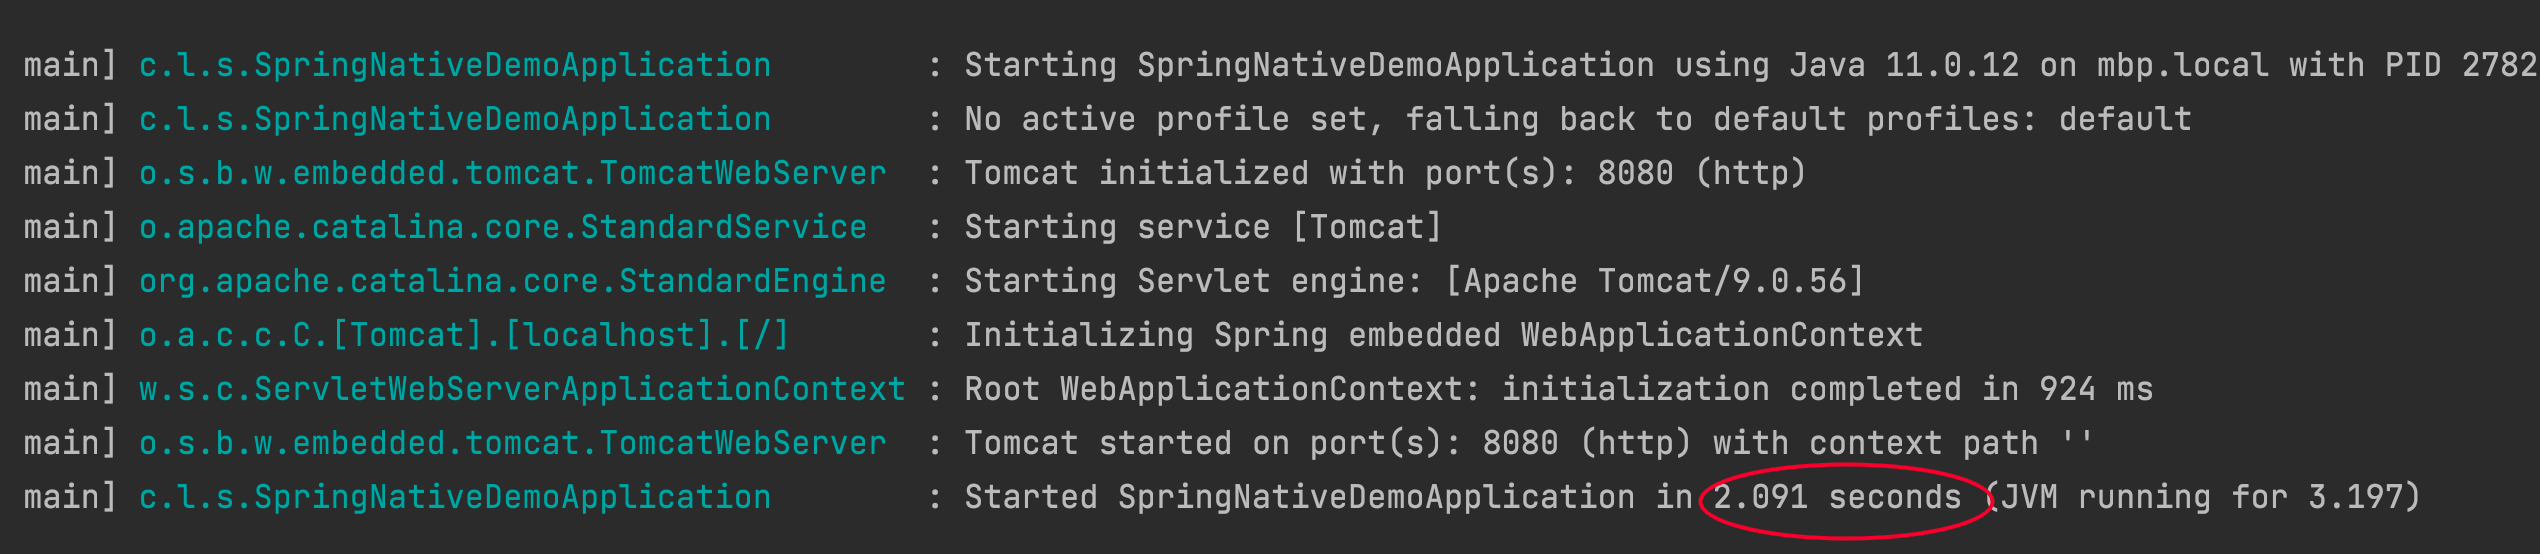 main] c.l.s.SpringNativeDemoApplication : Starting SpringNativeDemoApplication using Java 11.0.12 on mbp.local with PID 2782
main] c.l.s.SpringNativeDemoApplication : No active profile set, falling back to default profiles: default
main] o.s.b.w.embedded.tomcat.TomcatWebServer : Tomcat initialized with port(s): 8080 (http)
main] o.apache.catalina.core.StandardService : Starting service [Tomcat]
main] org.apache.catalina.core.StandardEngine : Starting Servlet engine: [Apache Tomcat/9.0.56]
main] o.a.c.c.C.[Tomcat].[localhost].[/] : Initializing Spring embedded WebApplicationContext
main] w.s.c.ServletWebServerApplicationContext : Root WebApplicationContext: initialization completed in 924 ms
main] o.s.b.w.embedded.tomcat.TomcatWebServer : Tomcat started on port(s): 8080 (http) with context path ''
main] c.l.s.SpringNativeDemoApplication : Started SpringNativeDemoApplication in 2.091 seconds (JVM running for 3.197)